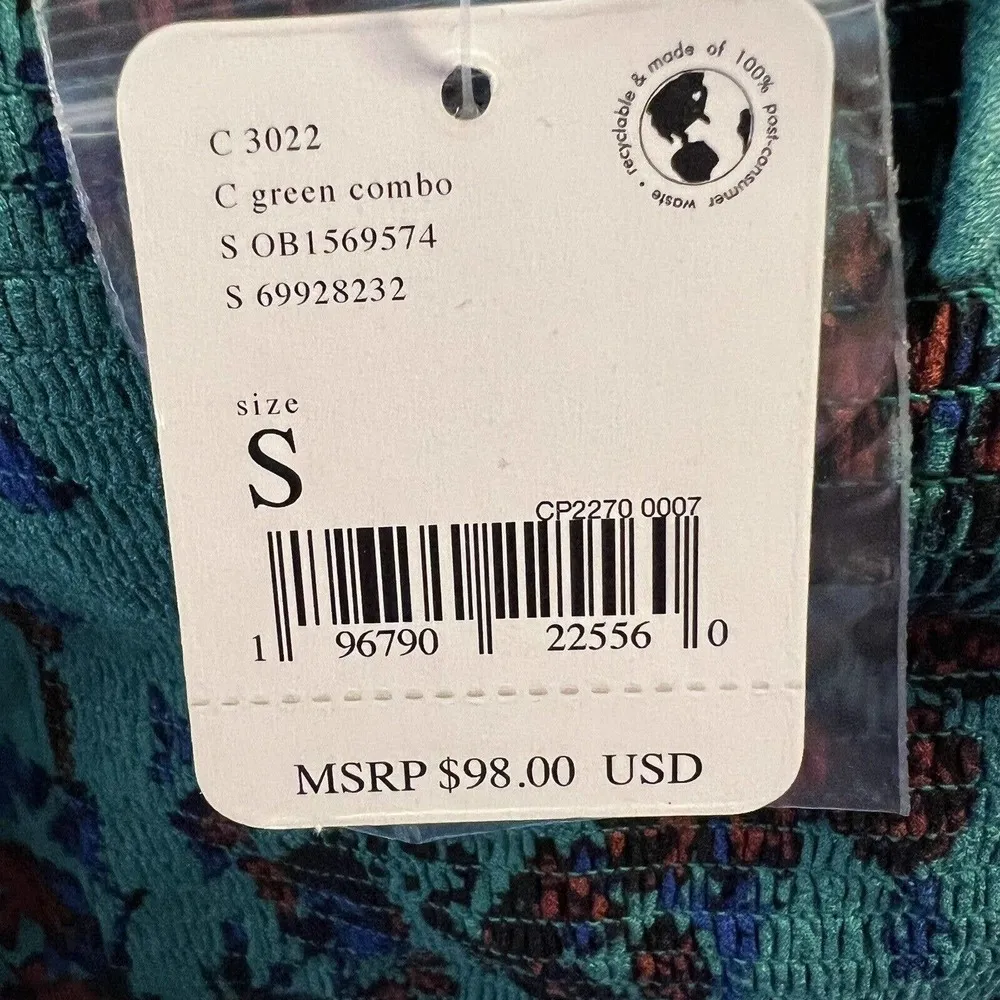 C 3022
C green combo
S OB1569574
S 69928232
recyclable & made of 100% post-consumer waste •
size
S
CP2270 0007
1 96790 22556 0
MSRP $98.00 USD